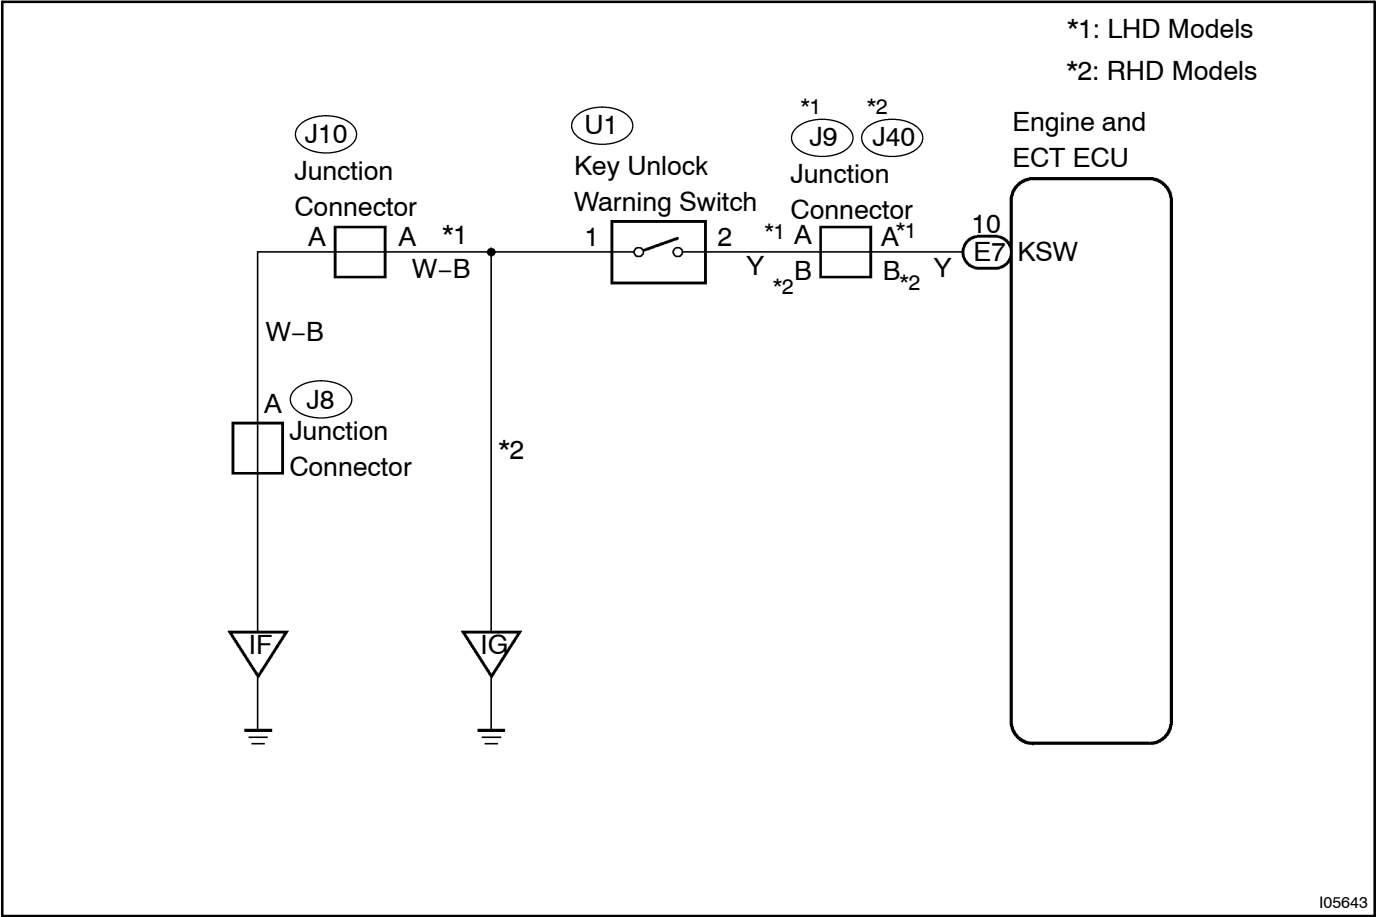 *1: LHD Models
*2: RHD Models
J10
Junction
Connector
U1
Key Unlock
Warning Switch
*1 *2
J9 J40
Junction
Connector
Engine and
ECT ECU
A A *1
W–B
1 2
*1 A A*1
Y
*2 B B*2
Y
10
E7 KSW
W–B
A J8
Junction
Connector
*2
IF
IG
I05643